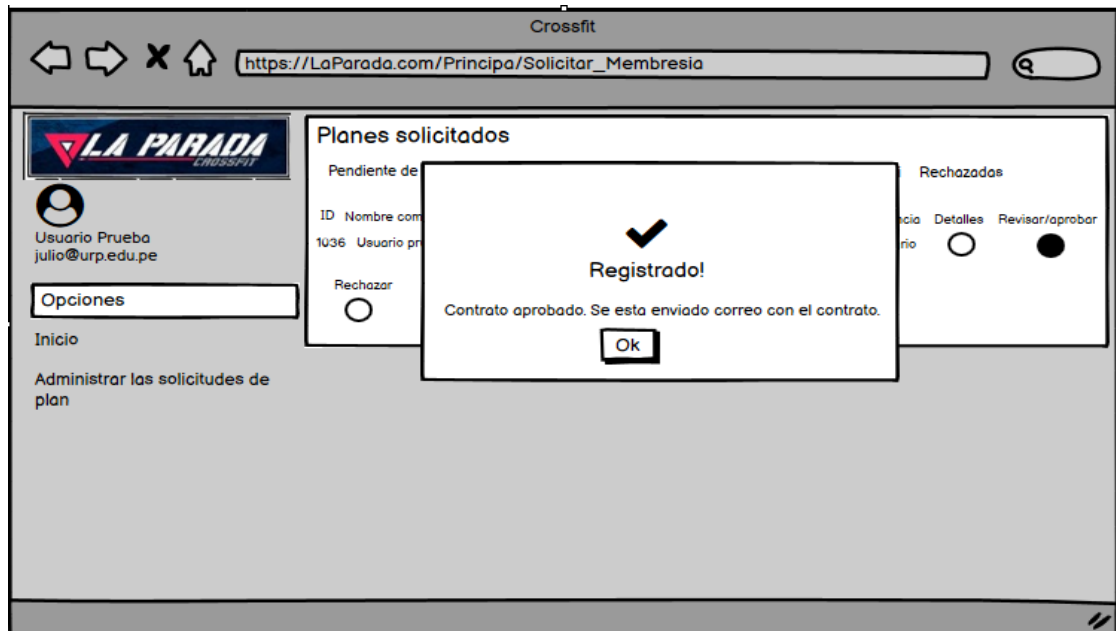 Crossfit
https://LaParada.com/Principa/Solicitar_Membresia
LA PARADA
CROSSFIT
Usuario Prueba
julio@urp.edu.pe
Opciones
Inicio
Administrar las solicitudes de
plan
Planes solicitados
Pendiente de Rechazadas
ID Nombre Detalles Revisar/aprobar
1036 Usuario
Rechazar
Registrado!
Contrato aprobado. Se esta enviado correo con el contrato.
Ok